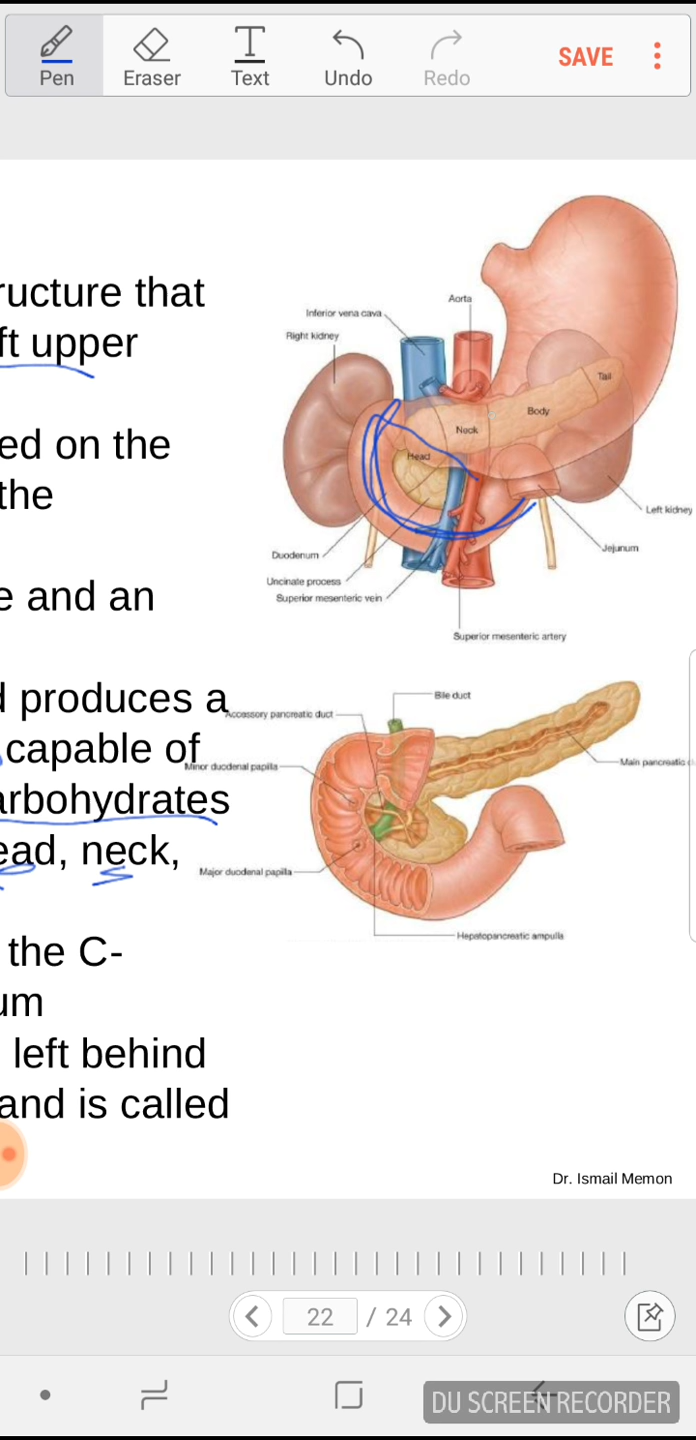 Pen Eraser Text Undo Redo SAVE
ructure that
ft upper
ed on the
the
e and an
d produces a
capable of
arbohydrates
ead, neck,
the C-
um
left behind
and is called
Aorta
Inferior vena cava
Right kidney
Tail
Body
Neck
Head
Left kidney
Jejunum
Duodenum
Uncinate process
Superior mesenteric vein
Superior mesenteric artery
Bile duct
Accessory pancreatic duct
Main pancreatic d
Minor duodenal papilla
Major duodenal papilla
Hepatopancreatic ampulla
Dr. Ismail Memon
22 / 24
DU SCREEN RECORDER